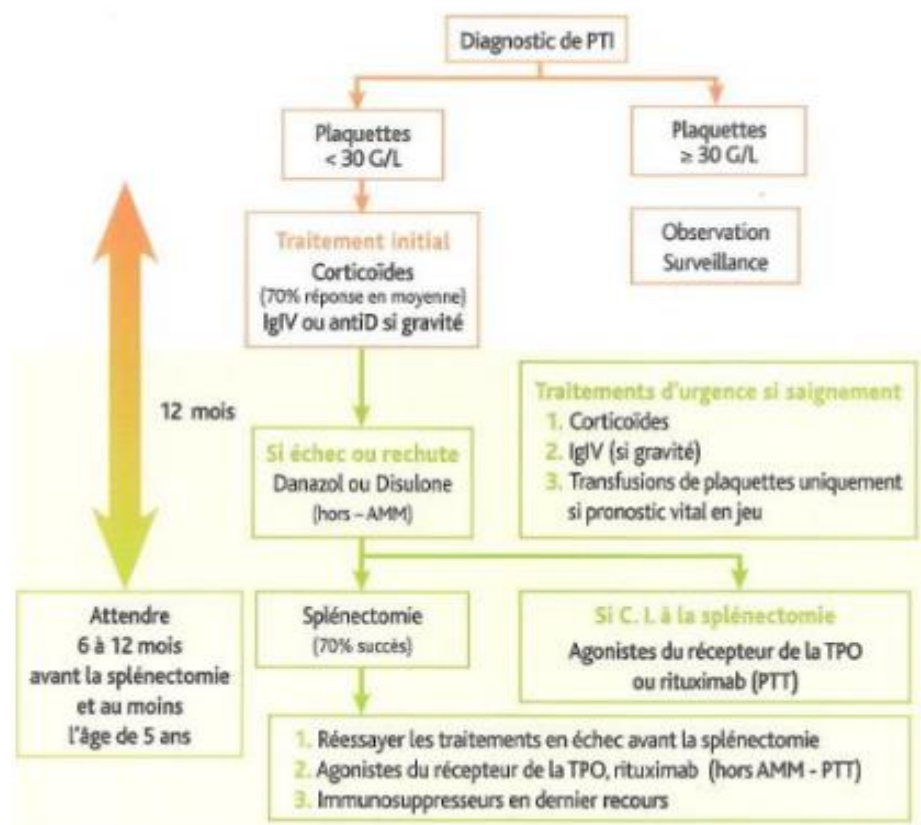 Diagnostic de PTI
Plaquettes
< 30 G/L
Plaquettes
≥ 30 G/L
Traitement initial
Corticoïdes
(70% réponse en moyenne)
IgIV ou antiD si gravité
Observation
Surveillance
12 mois
Si échec ou rechute
Danazol ou Disulone
(hors – AMM)
Traitements d'urgence si saignement
1. Corticoïdes
2. IgIV (si gravité)
3. Transfusions de plaquettes uniquement
si pronostic vital en jeu
Attendre
6 à 12 mois
avant la splénectomie
et au moins
l'âge de 5 ans
Splénectomie
(70% succès)
Si C. I. à la splénectomie
Agonistes du récepteur de la TPO
ou rituximab (PTT)
1. Réessayer les traitements en échec avant la splénectomie
2. Agonistes du récepteur de la TPO, rituximab (hors AMM - PTT)
3. Immunosuppresseurs en dernier recours